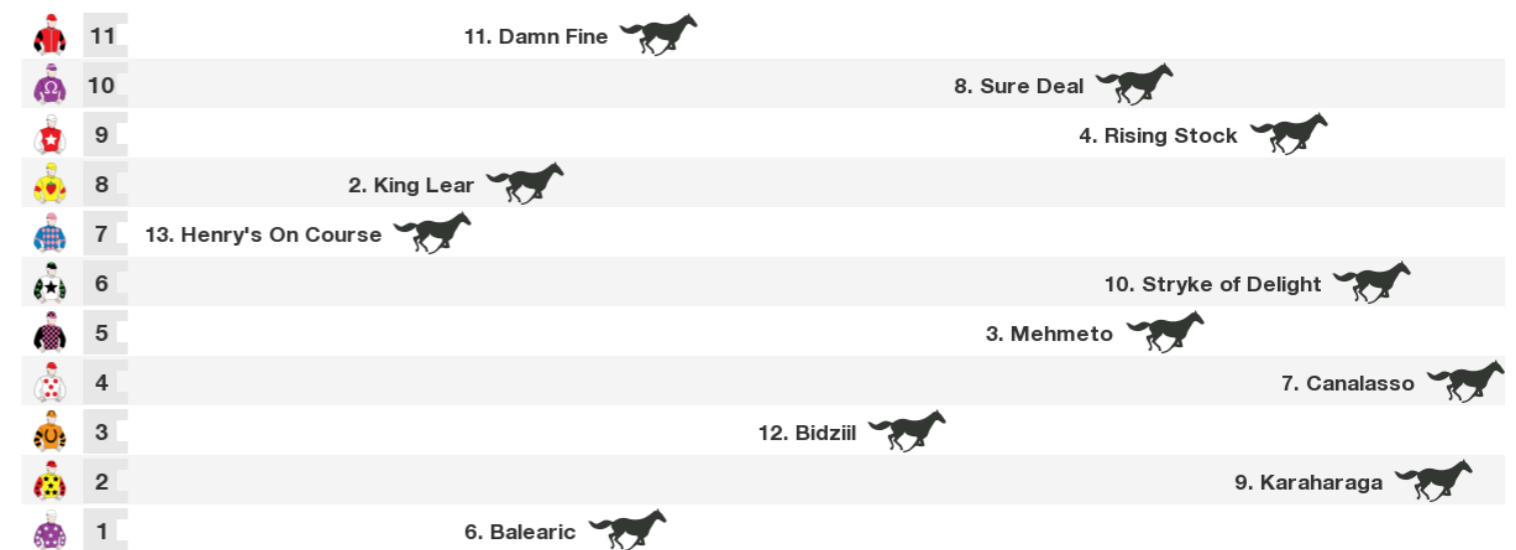 11 11. Damn Fine
10 8. Sure Deal
9 4. Rising Stock
8 2. King Lear
7 13. Henry's On Course
6 10. Stryke of Delight
5 3. Mehmeto
4 7. Canalasso
3 12. Bidziil
2 9. Karaharaga
1 6. Balearic